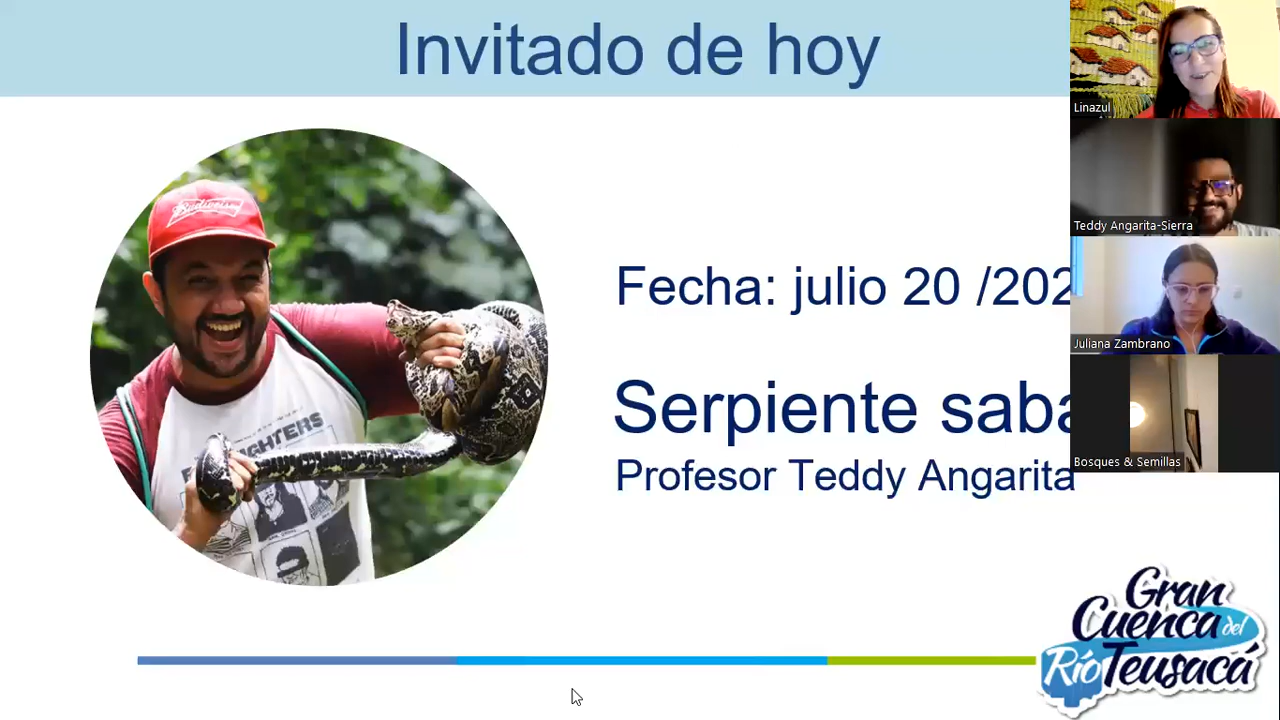 Invitado de hoy
Fecha: julio 20 /202
Serpiente saba
Profesor Teddy Angarita
Linazul
Teddy Angarita-Sierra
Juliana Zambrano
Bosques & Semillas
Gran
Cuenca del
Río Teusacá